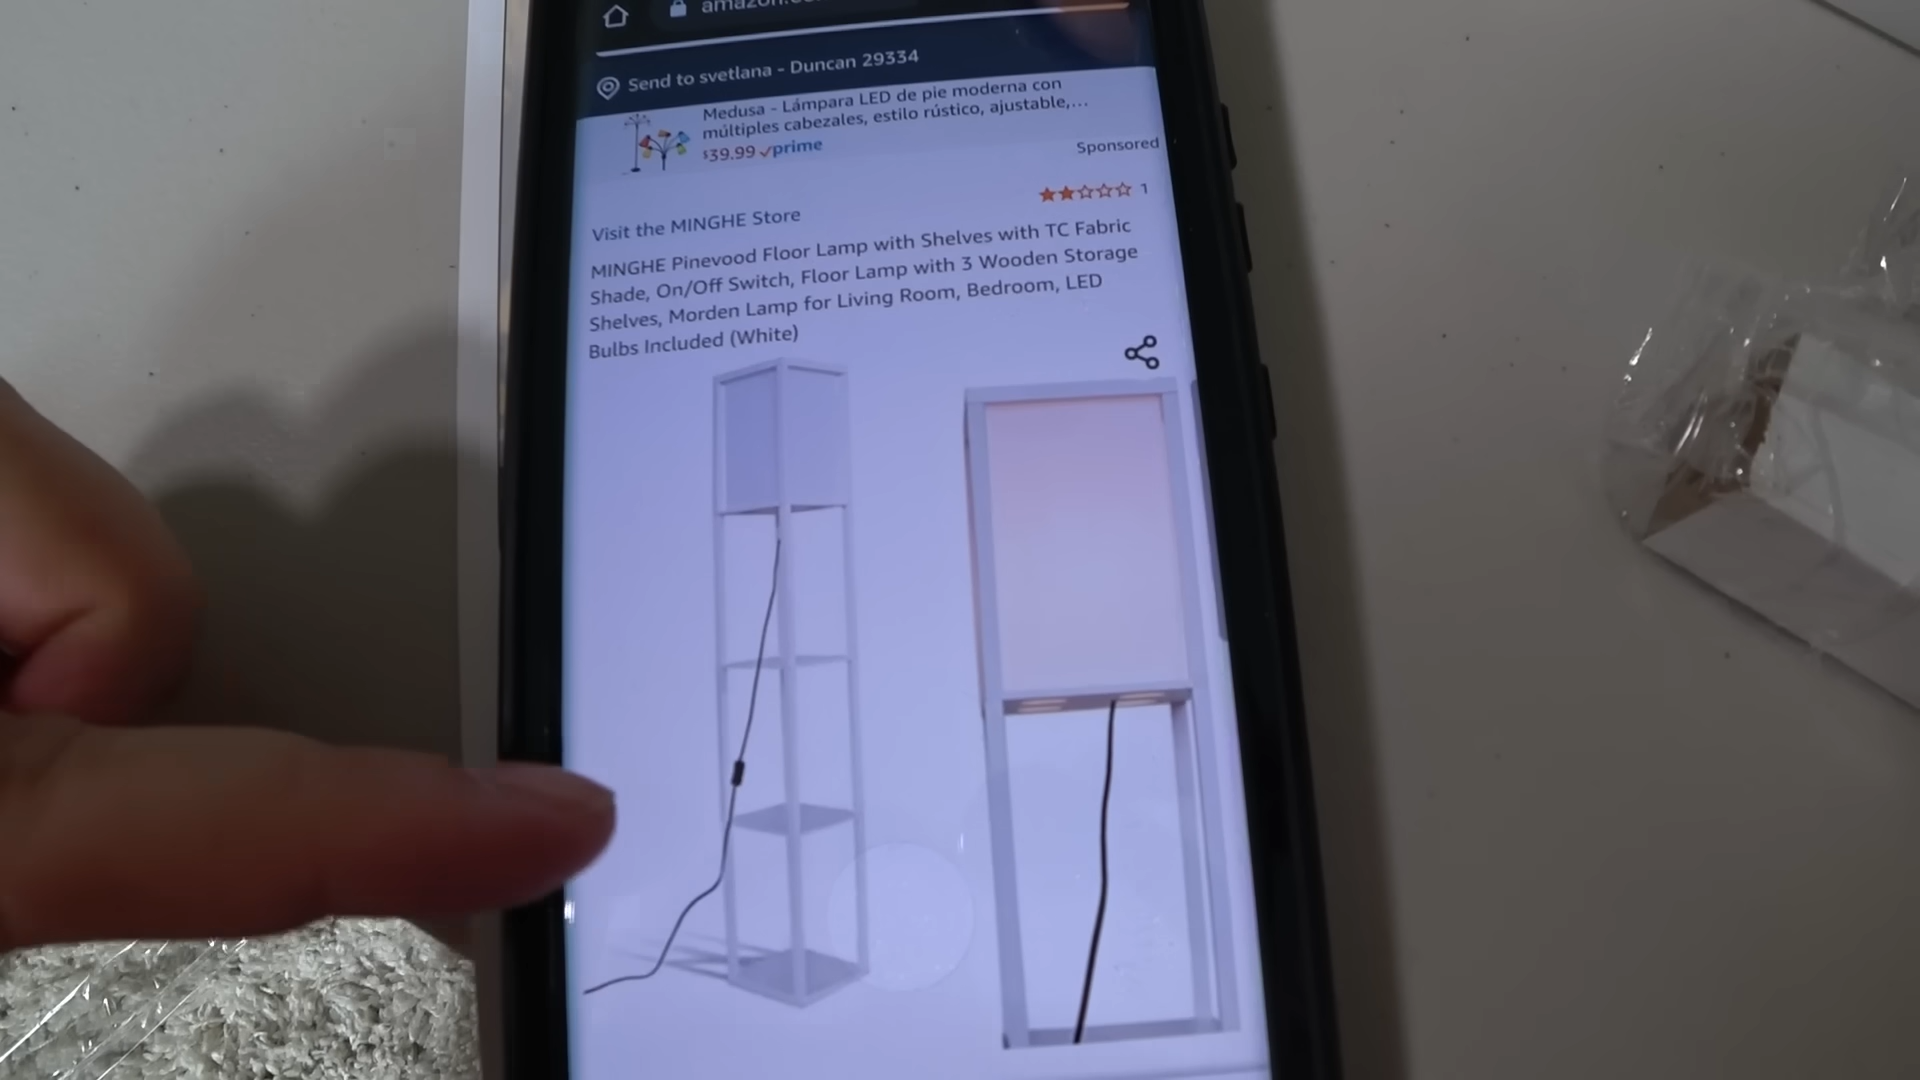 Send to svetlana - Duncan 29334
Medusa - Lámpara LED de pie moderna con
múltiples cabezales, estilo rústico, ajustable,...
$39.99 prime
Sponsored
1
Visit the MINGHE Store
MINGHE Pinevood Floor Lamp with Shelves with TC Fabric
Shade, On/Off Switch, Floor Lamp with 3 Wooden Storage
Shelves, Morden Lamp for Living Room, Bedroom, LED
Bulbs Included (White)